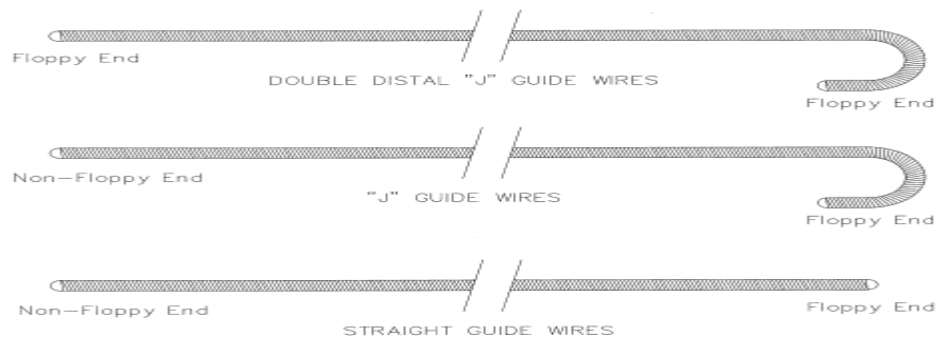 Floppy End
DOUBLE DISTAL "J" GUIDE WIRES
Floppy End
Non-Floppy End
"J" GUIDE WIRES
Floppy End
Non-Floppy End
Floppy End
STRAIGHT GUIDE WIRES